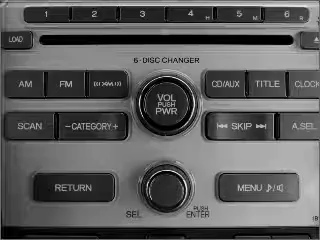 1 2 3 4 H 5 M 6 R
LOAD
6-DISC CHANGER
AM FM VOL PUSH PWR CD/AUX TITLE CLOCK
SCAN −CATEGORY+ SKIP A.SEL
RETURN MENU
SEL PUSH ENTER